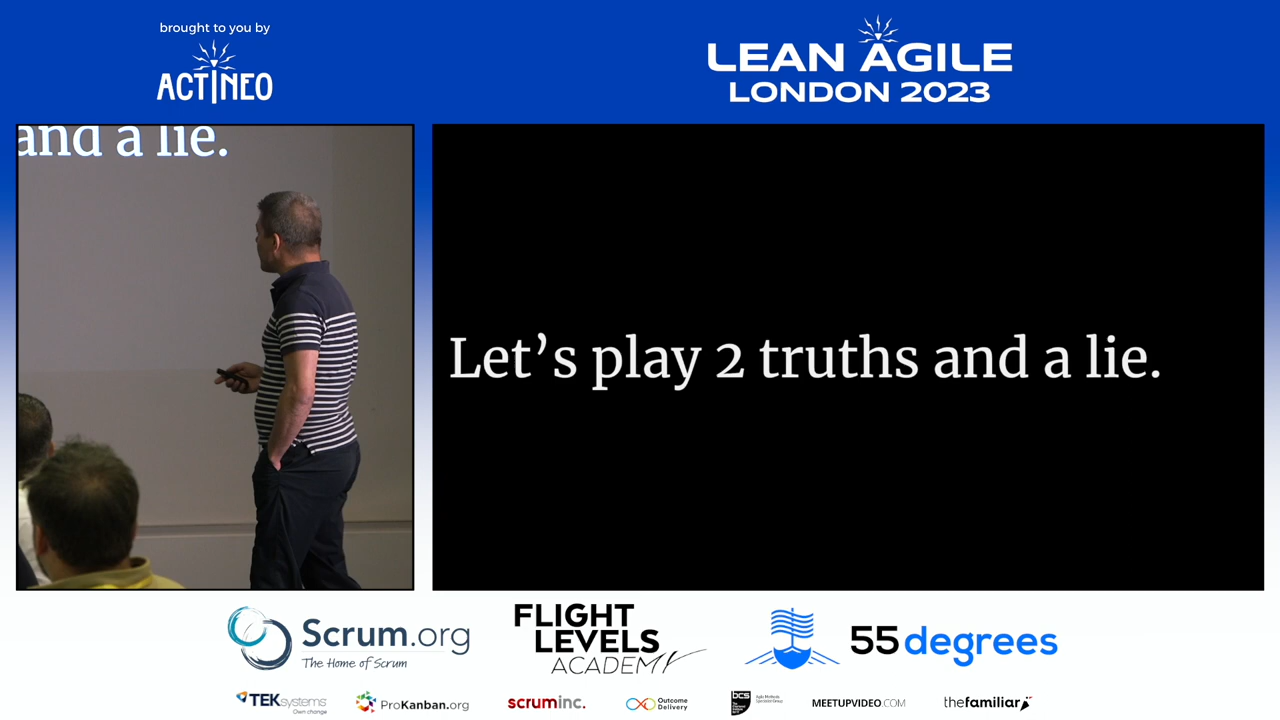 brought to you by
ACTINEO
LEAN AGILE
LONDON 2023
and a lie.
Let's play 2 truths and a lie.
Scrum.org
The Home of Scrum
FLIGHT
LEVELS
ACADEMY
55 degrees
TEKsystems
Own change
ProKanban.org
scruminc.
Outcome
Delivery
bcs
MEETUPVIDEO.COM
thefamiliar